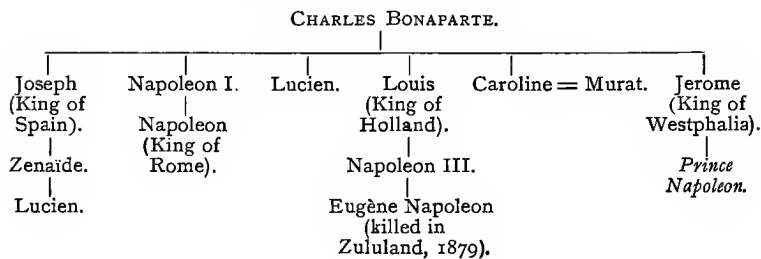 CHARLES BONAPARTE.
Joseph Napoleon I. Lucien. Louis Caroline = Murat. Jerome
(King of (King of (King of
Spain). Napoleon Holland). Westphalia).
(King of
Zenaïde. Rome). Napoleon III. Prince
Napoleon.
Lucien. Eugène Napoleon
(killed in
Zululand, 1879).